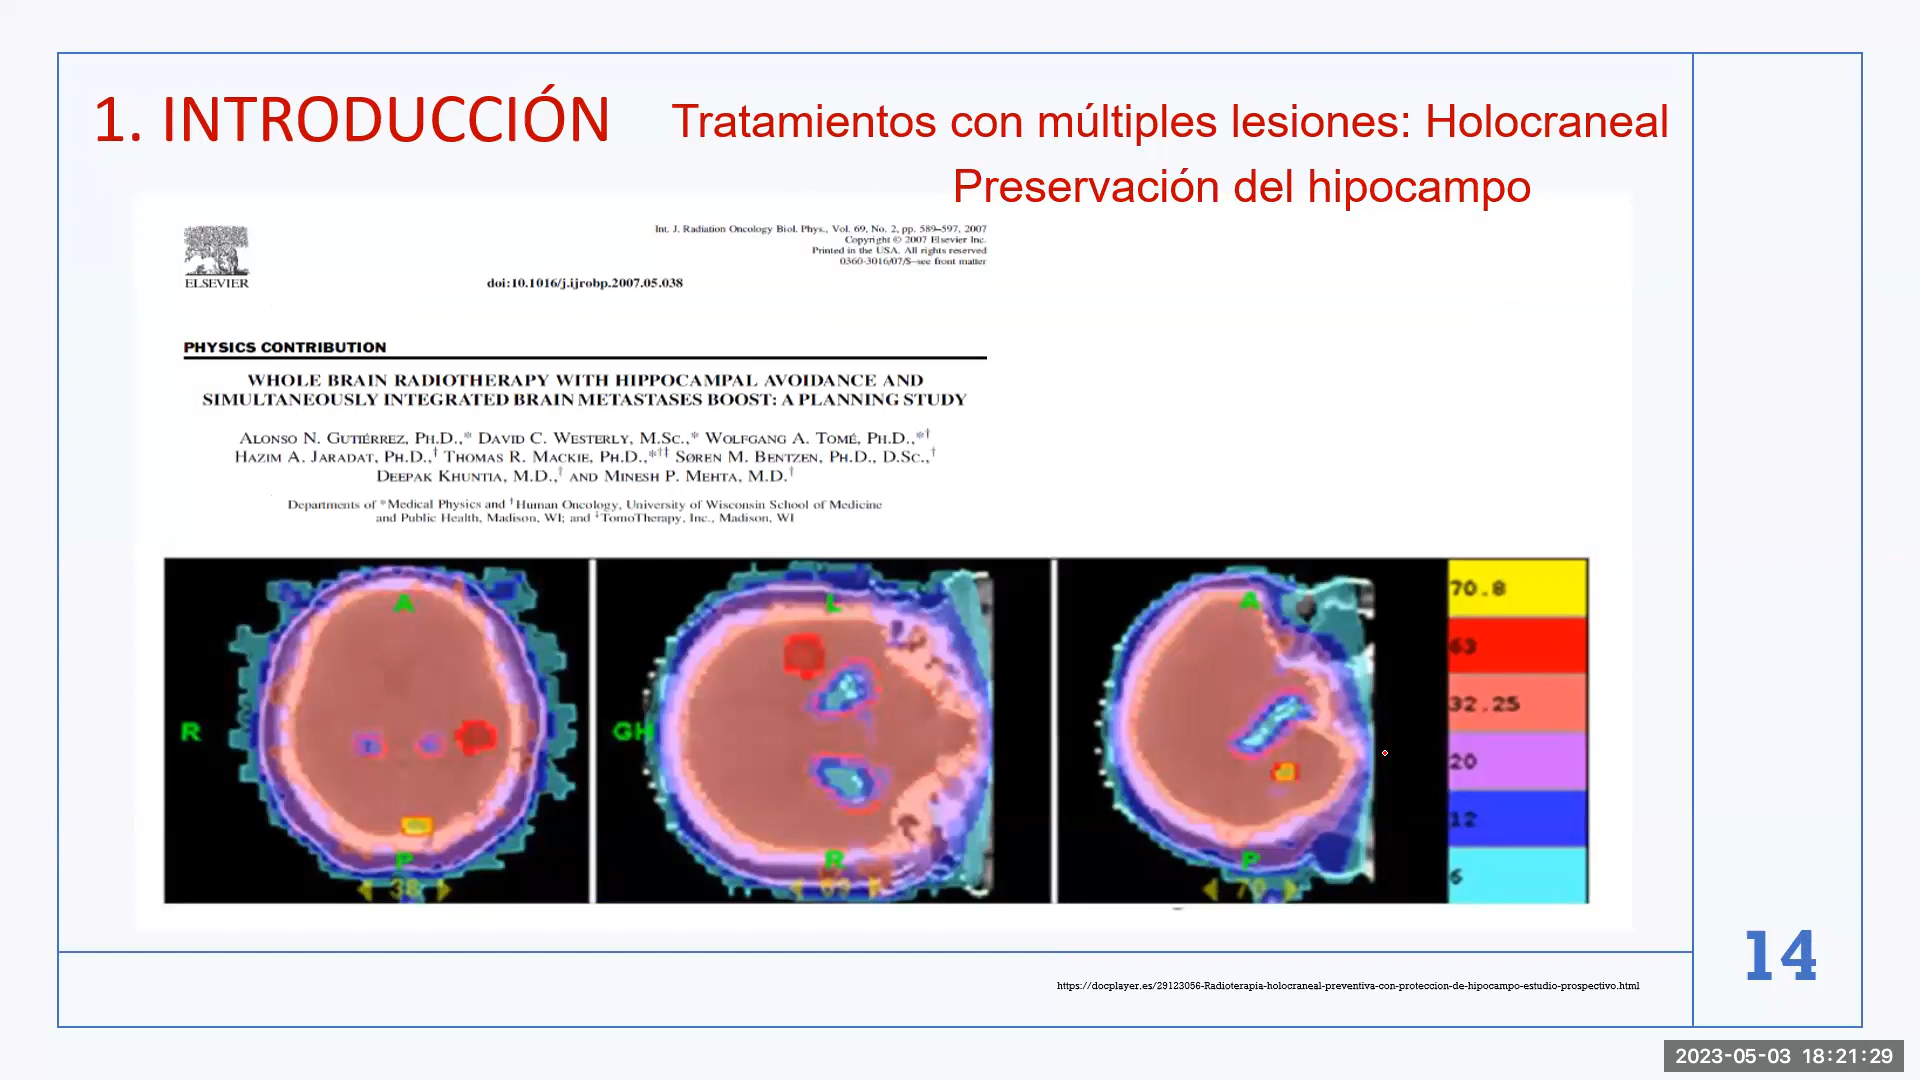 1. INTRODUCCIÓN
Tratamientos con múltiples lesiones: Holocraneal
Preservación del hipocampo
ELSEVIER
Int. J. Radiation Oncology Biol. Phys., Vol. 69, No. 2, pp. 589–597, 2007
Copyright © 2007 Elsevier Inc.
Printed in the USA. All rights reserved
0360-3016/07/$–see front matter
doi:10.1016/j.ijrobp.2007.05.038
PHYSICS CONTRIBUTION
WHOLE BRAIN RADIOTHERAPY WITH HIPPOCAMPAL AVOIDANCE AND
SIMULTANEOUSLY INTEGRATED BRAIN METASTASES BOOST: A PLANNING STUDY
ALONSO N. GUTIÉRREZ, PH.D.,* DAVID C. WESTERLY, M.SC.,* WOLFGANG A. TOMÉ, PH.D.,*†
HAZIM A. JARADAT, PH.D.,† THOMAS R. MACKIE, PH.D.,*†‡ SØREN M. BENTZEN, PH.D., D.SC.,†
DEEPAK KHUNTIA, M.D.,† AND MINESH P. MEHTA, M.D.†
Departments of *Medical Physics and †Human Oncology, University of Wisconsin School of Medicine
and Public Health, Madison, WI; and ‡TomoTherapy, Inc., Madison, WI
A
R
P
38
L
GH
R
A
P
70.8
63
32.25
20
12
6
14
https://docplayer.es/29123056-Radioterapia-holocraneal-preventiva-con-proteccion-de-hipocampo-estudio-prospectivo.html
2023-05-03 18:21:29